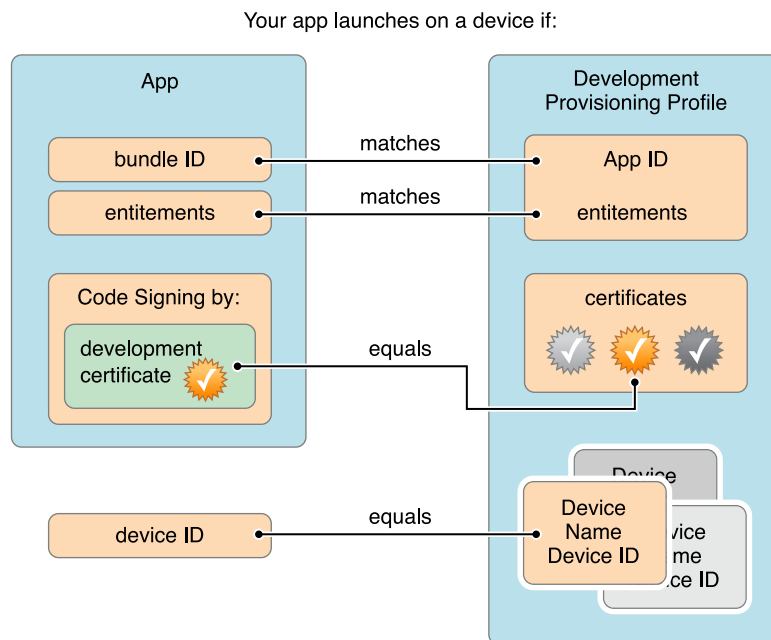 Your app launches on a device if:
App
Development
Provisioning Profile
bundle ID
matches
App ID
entitements
matches
entitements
Code Signing by:
development
certificate
equals
certificates
device ID
equals
Device
Name
Device ID
Device